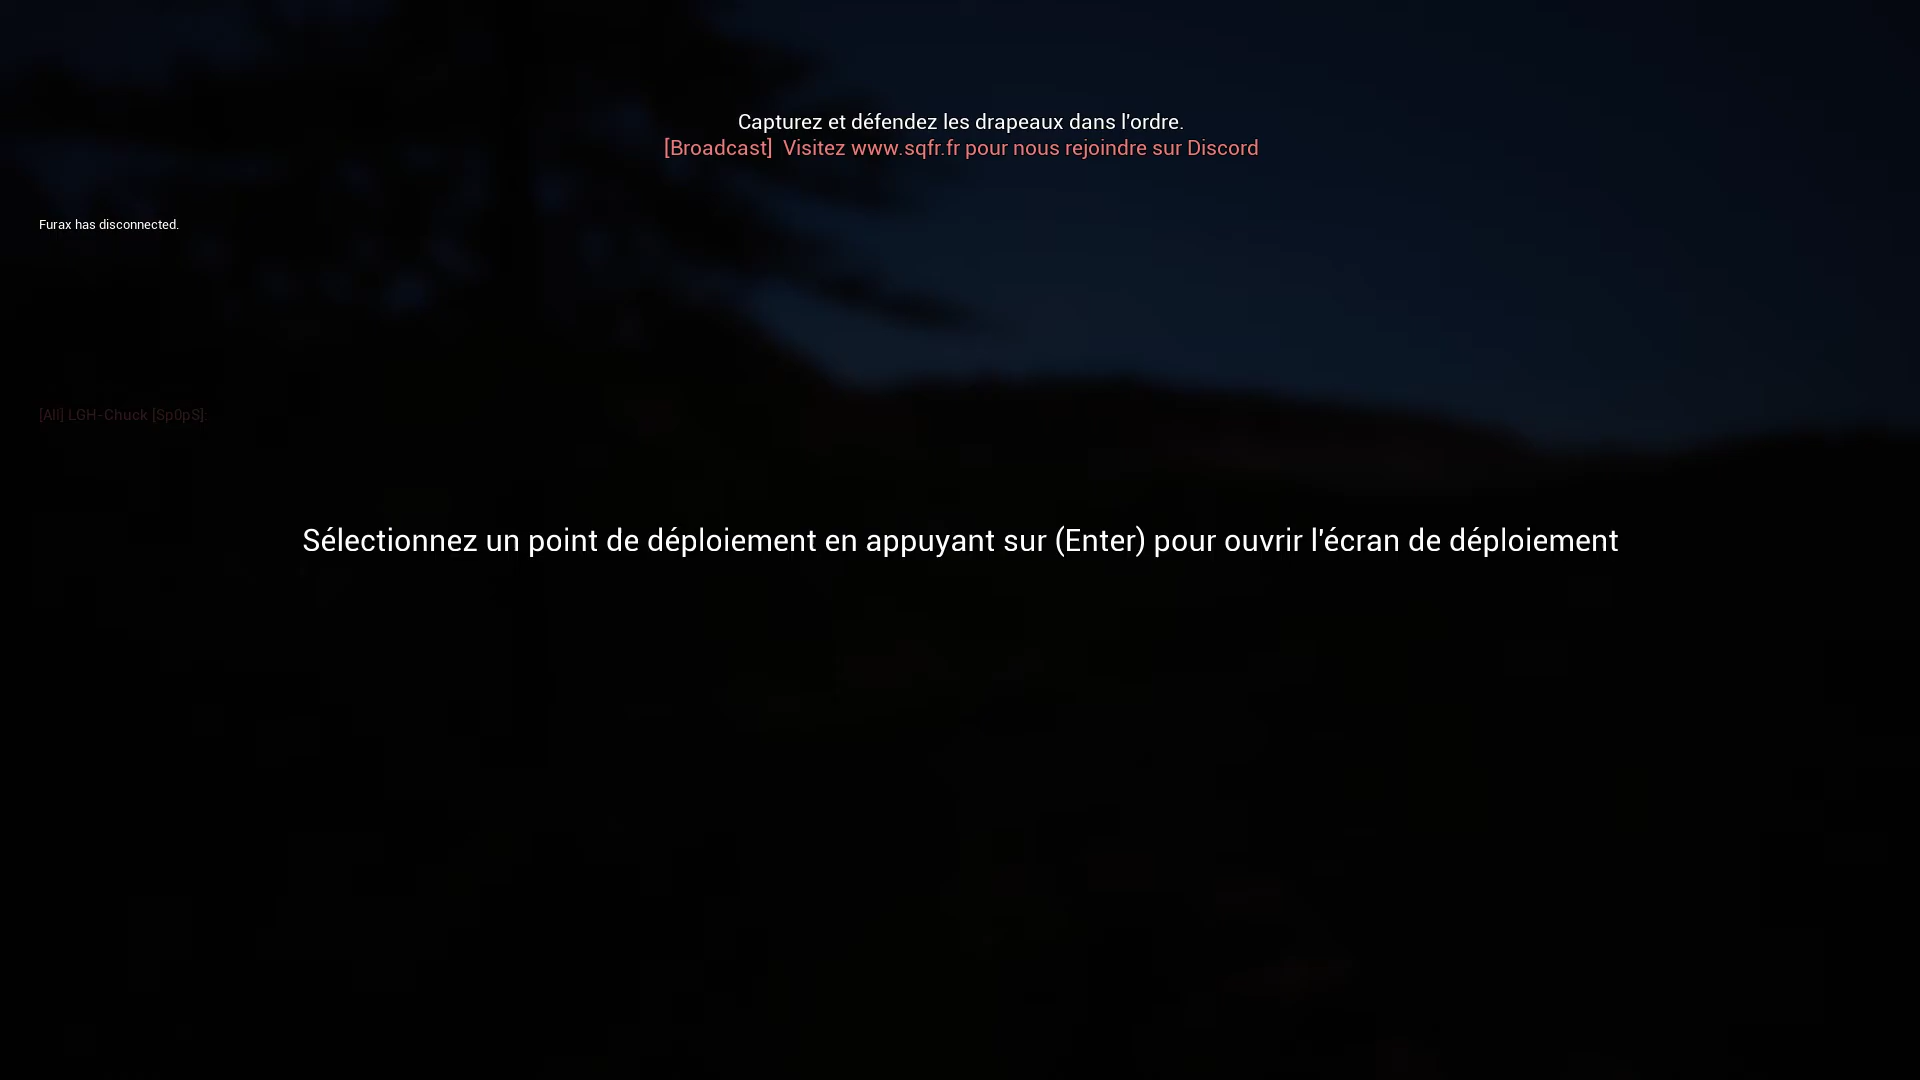 Capturez et défendez les drapeaux dans l'ordre.
[Broadcast] Visitez www.sqfr.fr pour nous rejoindre sur Discord
Furax has disconnected.
[All] LGH-Chuck [Sp0pS]:
Sélectionnez un point de déploiement en appuyant sur (Enter) pour ouvrir l'écran de déploiement